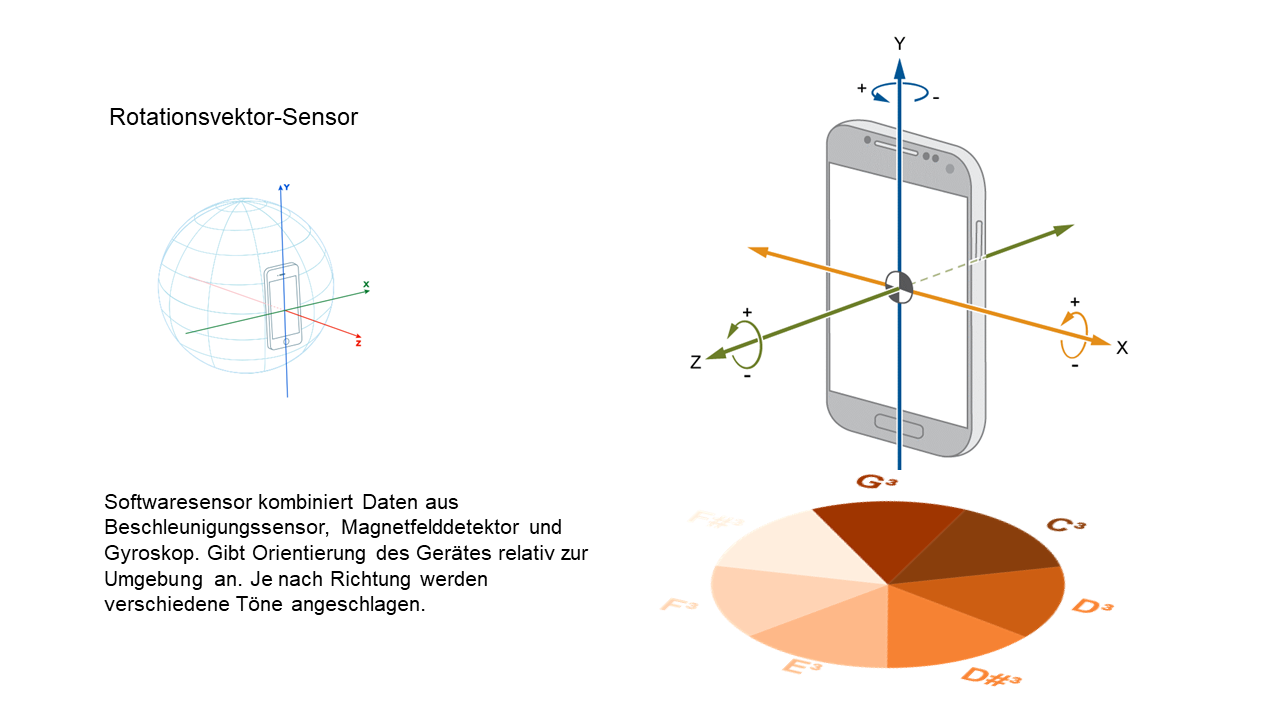 Rotationsvektor-Sensor
Y
X
Z
Softwaresensor kombiniert Daten aus
Beschleunigungssensor, Magnetfelddetektor und
Gyroskop. Gibt Orientierung des Gerätes relativ zur
Umgebung an. Je nach Richtung werden
verschiedene Töne angeschlagen.
Y
+
-
+
-
Z
+
-
X
G³
C³
D³
D#³
E³
F³
F#³